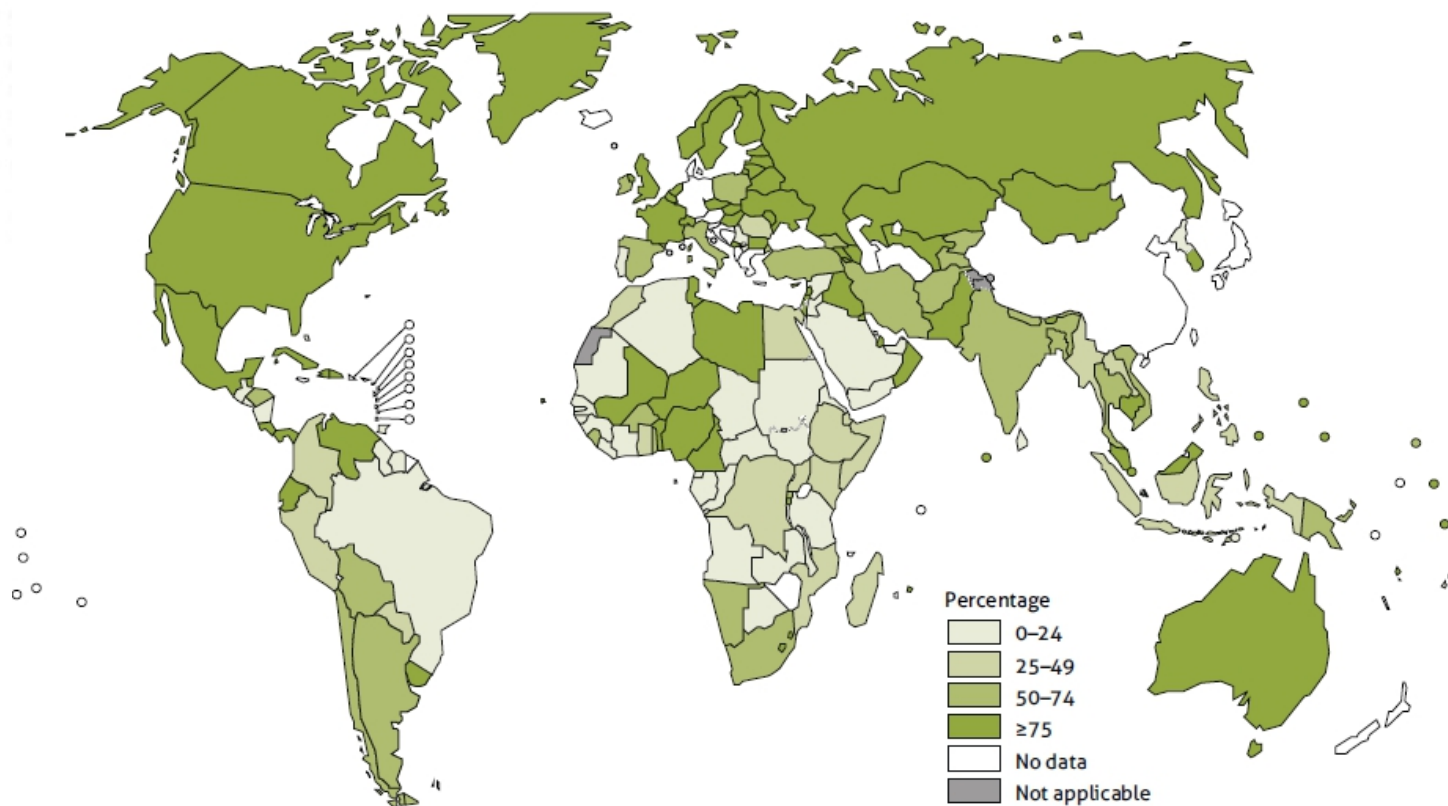 Percentage
0–24
25–49
50–74
≥75
No data
Not applicable